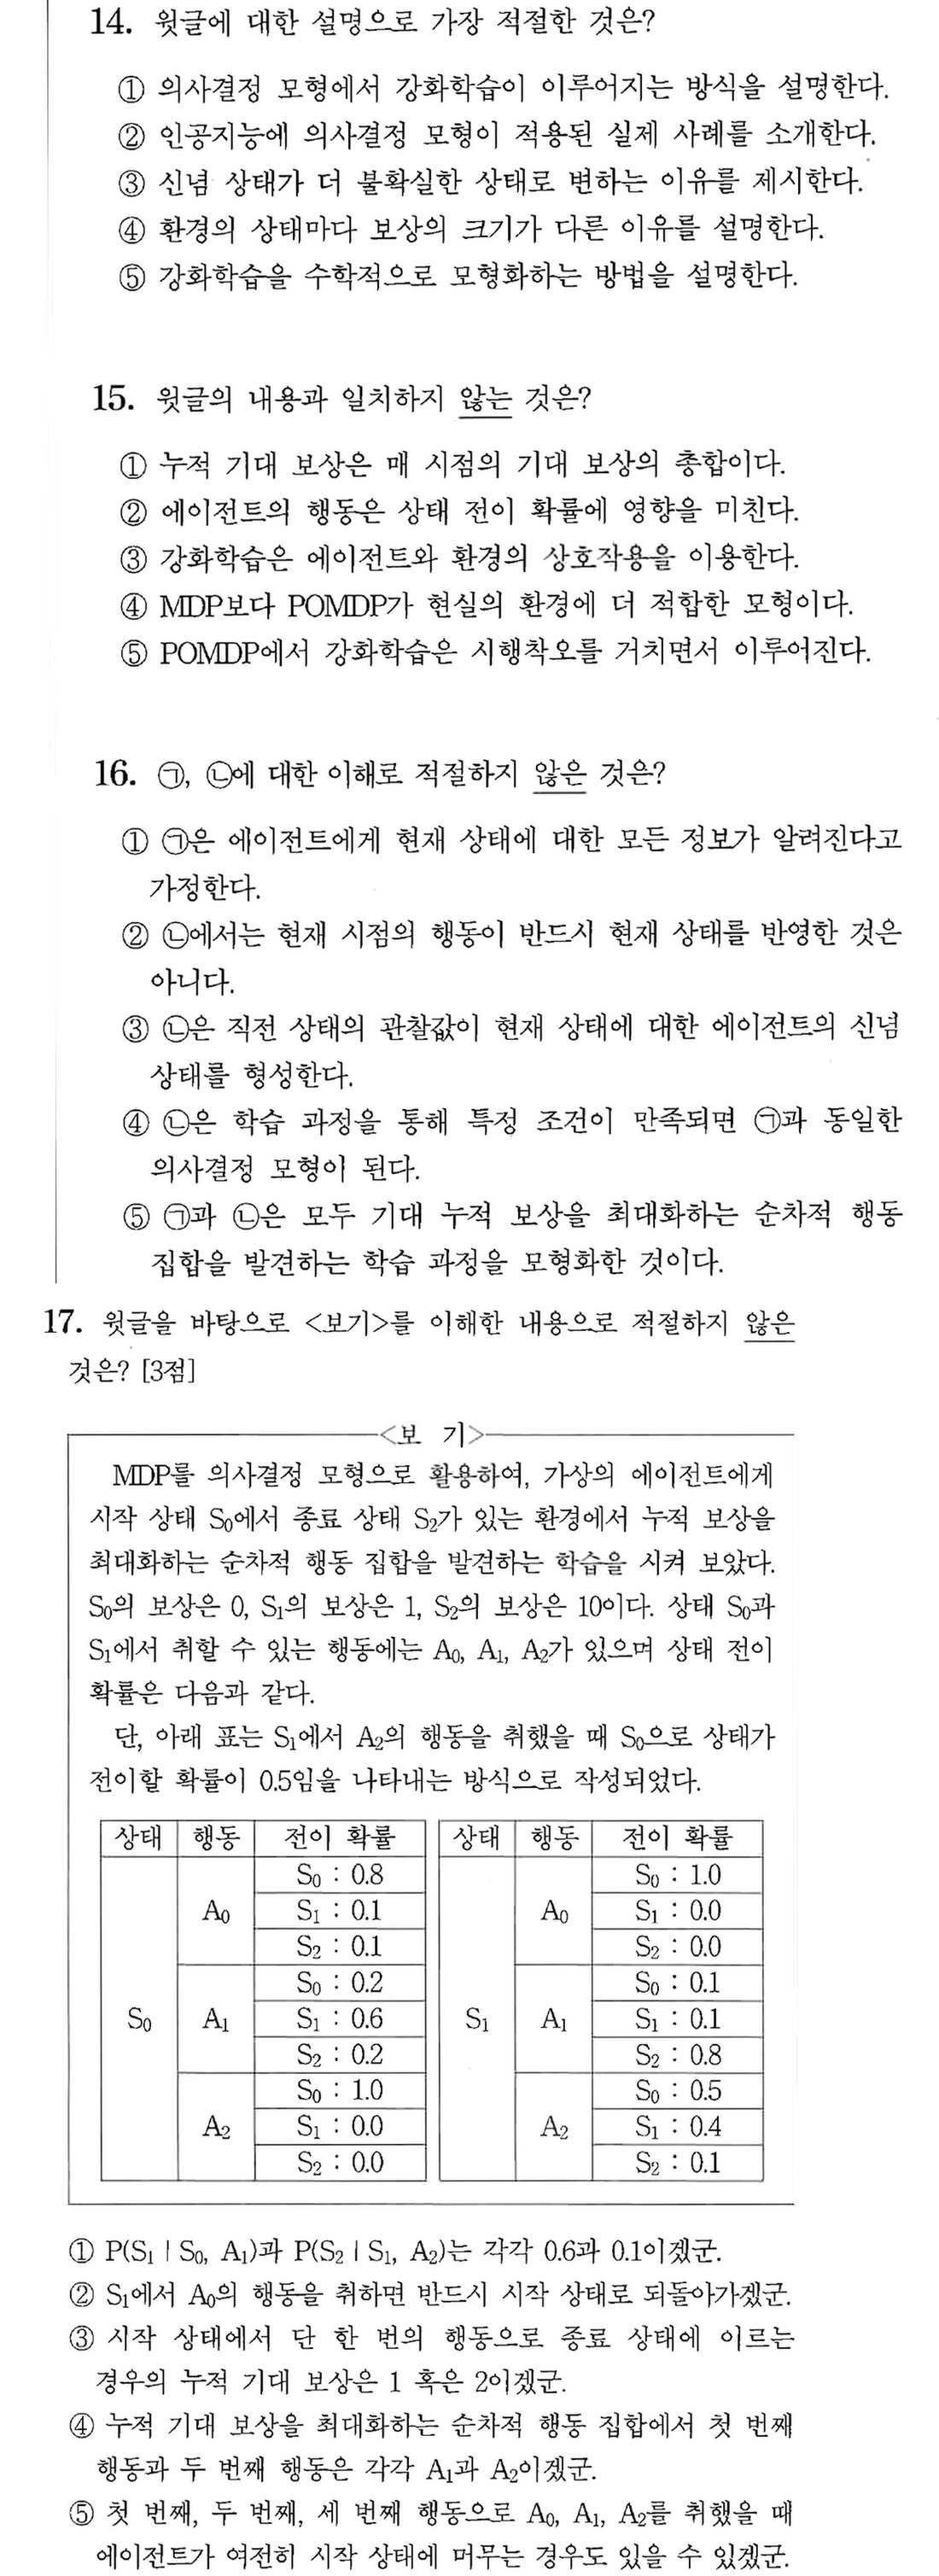 14. 윗글에 대한 설명으로 가장 적절한 것은?
① 의사결정 모형에서 강화학습이 이루어지는 방식을 설명한다.
② 인공지능에 의사결정 모형이 적용된 실제 사례를 소개한다.
③ 신념 상태가 더 불확실한 상태로 변하는 이유를 제시한다.
④ 환경의 상태마다 보상의 크기가 다른 이유를 설명한다.
⑤ 강화학습을 수학적으로 모형화하는 방법을 설명한다.
15. 윗글의 내용과 일치하지 않는 것은?
① 누적 기대 보상은 매 시점의 기대 보상의 총합이다.
② 에이전트의 행동은 상태 전이 확률에 영향을 미친다.
③ 강화학습은 에이전트와 환경의 상호작용을 이용한다.
④ MDP보다 POMDP가 현실의 환경에 더 적합한 모형이다.
⑤ POMDP에서 강화학습은 시행착오를 거치면서 이루어진다.
16. ㉠, ㉡에 대한 이해로 적절하지 않은 것은?
① ㉠은 에이전트에게 현재 상태에 대한 모든 정보가 알려진다고
가정한다.
② ㉡에서는 현재 시점의 행동이 반드시 현재 상태를 반영한 것은
아니다.
③ ㉡은 직전 상태의 관찰값이 현재 상태에 대한 에이전트의 신념
상태를 형성한다.
④ ㉡은 학습 과정을 통해 특정 조건이 만족되면 ㉠과 동일한
의사결정 모형이 된다.
⑤ ㉠과 ㉡은 모두 기대 누적 보상을 최대화하는 순차적 행동
집합을 발견하는 학습 과정을 모형화한 것이다.
17. 윗글을 바탕으로 <보기>를 이해한 내용으로 적절하지 않은
것은? [3점]
<보 기>
MDP를 의사결정 모형으로 활용하여, 가상의 에이전트에게
시작 상태 S₀에서 종료 상태 S₂가 있는 환경에서 누적 보상을
최대화하는 순차적 행동 집합을 발견하는 학습을 시켜 보았다.
S₀의 보상은 0, S₁의 보상은 1, S₂의 보상은 10이다. 상태 S₀과
S₁에서 취할 수 있는 행동에는 A₀, A₁, A₂가 있으며 상태 전이
확률은 다음과 같다.
단, 아래 표는 S₁에서 A₂의 행동을 취했을 때 S₀으로 상태가
전이할 확률이 0.5임을 나타내는 방식으로 작성되었다.
상태 행동 전이 확률 상태 행동 전이 확률
S₀ : 0.8 S₀ : 1.0
A₀ S₁ : 0.1 A₀ S₁ : 0.0
S₂ : 0.1 S₂ : 0.0
S₀ : 0.2 S₀ : 0.1
S₀ A₁ S₁ : 0.6 S₁ A₁ S₁ : 0.1
S₂ : 0.2 S₂ : 0.8
S₀ : 1.0 S₀ : 0.5
A₂ S₁ : 0.0 A₂ S₁ : 0.4
S₂ : 0.0 S₂ : 0.1
① P(S₁ | S₀, A₁)과 P(S₂ | S₁, A₂)는 각각 0.6과 0.1이겠군.
② S₁에서 A₀의 행동을 취하면 반드시 시작 상태로 되돌아가겠군.
③ 시작 상태에서 단 한 번의 행동으로 종료 상태에 이르는
경우의 누적 기대 보상은 1 혹은 2이겠군.
④ 누적 기대 보상을 최대화하는 순차적 행동 집합에서 첫 번째
행동과 두 번째 행동은 각각 A₁과 A₂이겠군.
⑤ 첫 번째, 두 번째, 세 번째 행동으로 A₀, A₁, A₂를 취했을 때
에이전트가 여전히 시작 상태에 머무는 경우도 있을 수 있겠군.